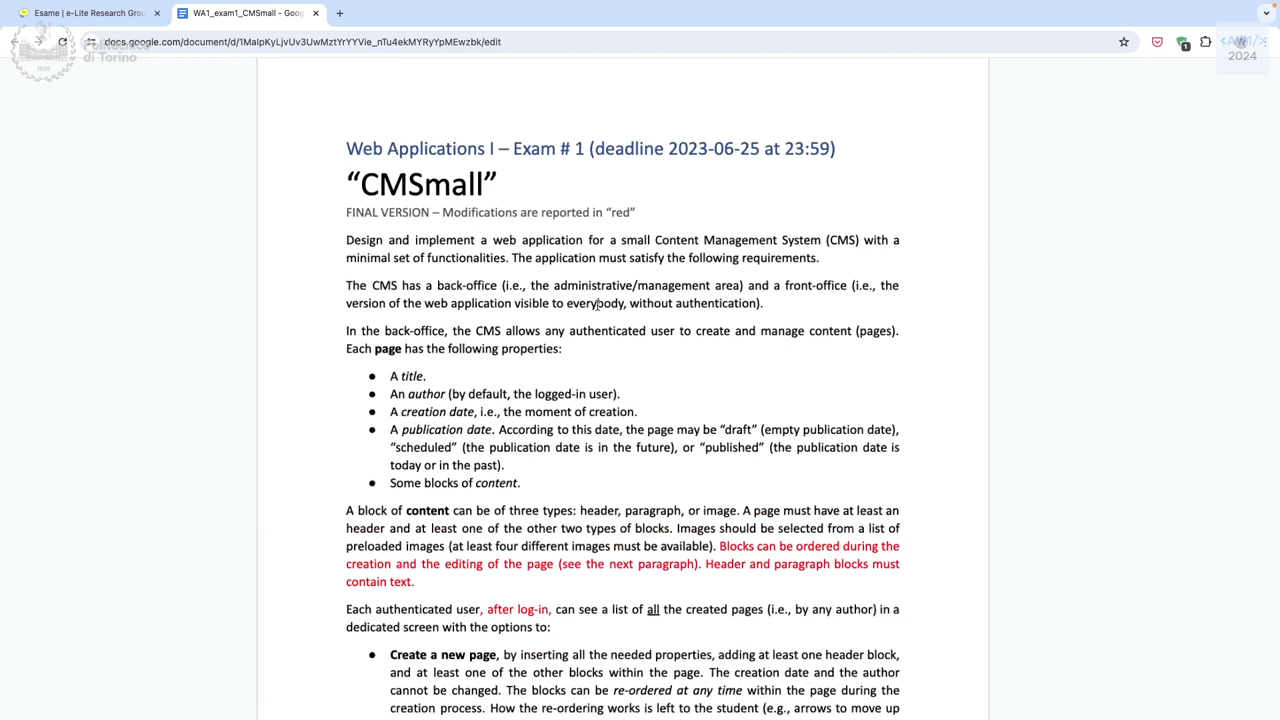 Esame | e-Lite Research Grou
WA1_exam1_CMSmall - Goog
docs.google.com/document/d/1MaIpKyLjvUv3UwMztYrYYVie_nTu4ekMYRyYpMEwzbk/edit
Politecnico
di Torino
<AW1/>
2024
Web Applications I – Exam # 1 (deadline 2023-06-25 at 23:59)
“CMSmall”
FINAL VERSION – Modifications are reported in “red”
Design and implement a web application for a small Content Management System (CMS) with a
minimal set of functionalities. The application must satisfy the following requirements.
The CMS has a back-office (i.e., the administrative/management area) and a front-office (i.e., the
version of the web application visible to everybody, without authentication).
In the back-office, the CMS allows any authenticated user to create and manage content (pages).
Each page has the following properties:
● A title.
● An author (by default, the logged-in user).
● A creation date, i.e., the moment of creation.
● A publication date. According to this date, the page may be “draft” (empty publication date),
“scheduled” (the publication date is in the future), or “published” (the publication date is
today or in the past).
● Some blocks of content.
A block of content can be of three types: header, paragraph, or image. A page must have at least an
header and at least one of the other two types of blocks. Images should be selected from a list of
preloaded images (at least four different images must be available). Blocks can be ordered during the
creation and the editing of the page (see the next paragraph). Header and paragraph blocks must
contain text.
Each authenticated user, after log-in, can see a list of all the created pages (i.e., by any author) in a
dedicated screen with the options to:
● Create a new page, by inserting all the needed properties, adding at least one header block,
and at least one of the other blocks within the page. The creation date and the author
cannot be changed. The blocks can be re-ordered at any time within the page during the
creation process. How the re-ordering works is left to the student (e.g., arrows to move up